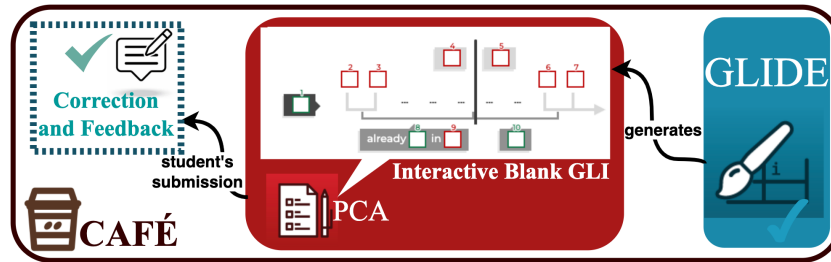 Correction
and Feedback
student's
submission
CAFÉ
1
2
3
4
5
6
7
already 8 in 9
10
Interactive Blank GLI
PCA
generates
GLIDE
i